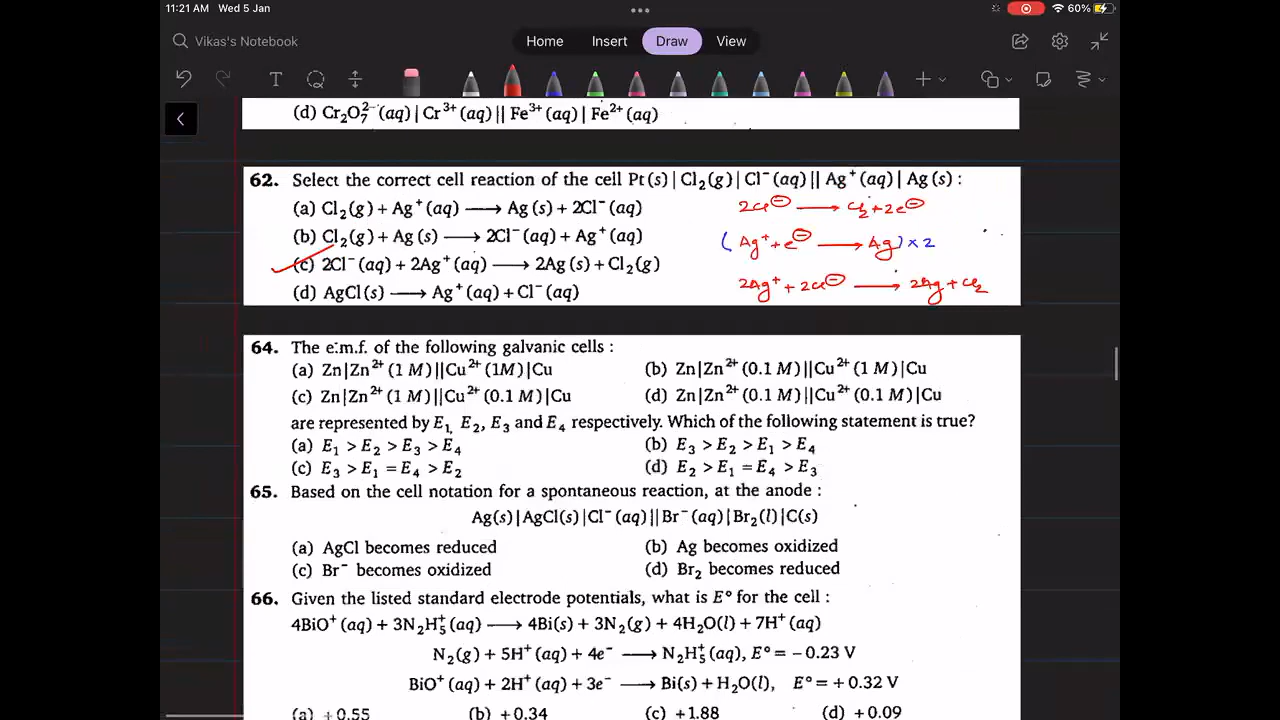 11:21 AM Wed 5 Jan
60%
Vikas's Notebook
Home Insert Draw View
(d) Cr₂O₇²⁻(aq) | Cr³⁺(aq) || Fe³⁺(aq) | Fe²⁺(aq)
62. Select the correct cell reaction of the cell Pt(s) | Cl₂(g) | Cl⁻(aq) || Ag⁺(aq) | Ag(s) :
(a) Cl₂(g) + Ag⁺(aq) ⟶ Ag(s) + 2Cl⁻(aq)
2Cl⊖ ⟶ Cl₂ + 2e⊖
(b) Cl₂(g) + Ag(s) ⟶ 2Cl⁻(aq) + Ag⁺(aq)
(Ag⁺ + e⊖ ⟶ Ag) × 2
(c) 2Cl⁻(aq) + 2Ag⁺(aq) ⟶ 2Ag(s) + Cl₂(g)
2Ag⁺ + 2Cl⊖ ⟶ 2Ag + Cl₂
(d) AgCl(s) ⟶ Ag⁺(aq) + Cl⁻(aq)
64. The e.m.f. of the following galvanic cells :
(a) Zn|Zn²⁺(1 M)||Cu²⁺(1M)|Cu (b) Zn|Zn²⁺(0.1 M)||Cu²⁺(1 M)|Cu
(c) Zn|Zn²⁺(1 M)||Cu²⁺(0.1 M)|Cu (d) Zn|Zn²⁺(0.1 M)||Cu²⁺(0.1 M)|Cu
are represented by E₁, E₂, E₃ and E₄ respectively. Which of the following statement is true?
(a) E₁ > E₂ > E₃ > E₄ (b) E₃ > E₂ > E₁ > E₄
(c) E₃ > E₁ = E₄ > E₂ (d) E₂ > E₁ = E₄ > E₃
65. Based on the cell notation for a spontaneous reaction, at the anode :
Ag(s)|AgCl(s)|Cl⁻(aq)||Br⁻(aq)|Br₂(l)|C(s)
(a) AgCl becomes reduced (b) Ag becomes oxidized
(c) Br⁻ becomes oxidized (d) Br₂ becomes reduced
66. Given the listed standard electrode potentials, what is E° for the cell :
4BiO⁺(aq) + 3N₂H₅⁺(aq) ⟶ 4Bi(s) + 3N₂(g) + 4H₂O(l) + 7H⁺(aq)
N₂(g) + 5H⁺(aq) + 4e⁻ ⟶ N₂H₅⁺(aq), E° = −0.23 V
BiO⁺(aq) + 2H⁺(aq) + 3e⁻ ⟶ Bi(s) + H₂O(l), E° = +0.32 V
(a) +0.55 (b) +0.34 (c) +1.88 (d) +0.09